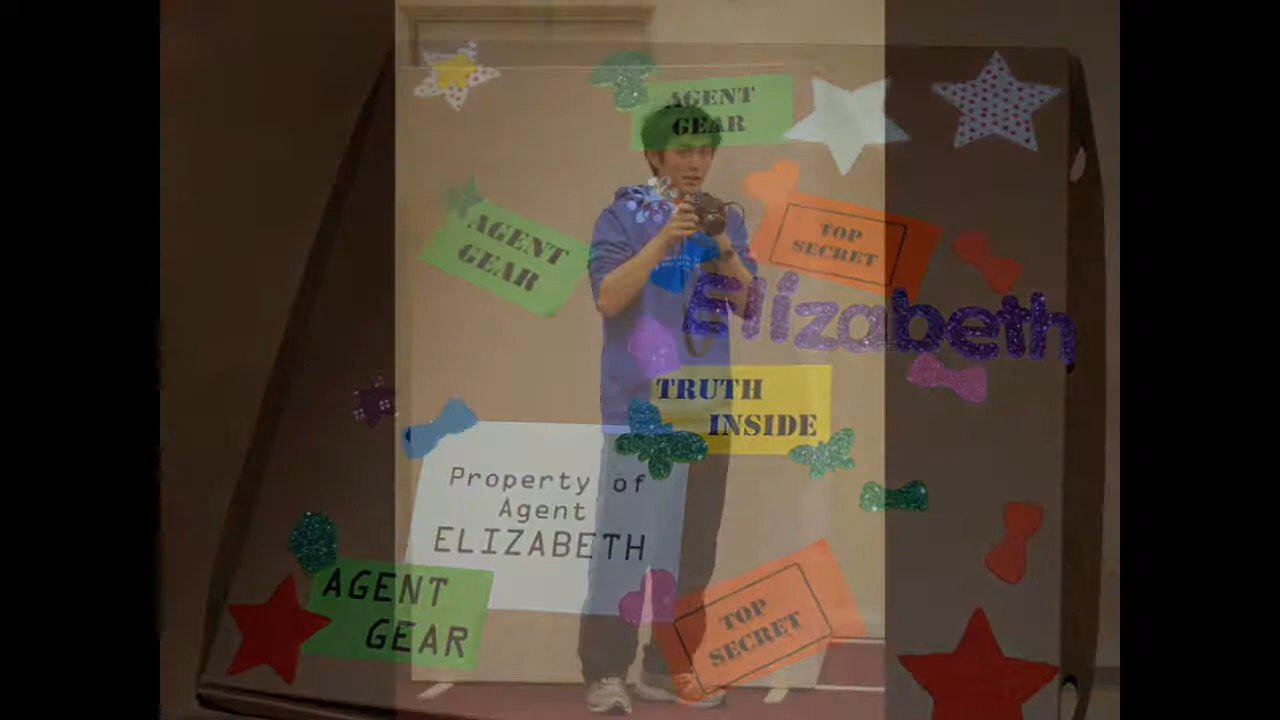 AGENT
GEAR
AGENT
GEAR
TOP
SECRET
Elizabeth
TRUTH
INSIDE
Property of
Agent
ELIZABETH
AGENT
GEAR
TOP
SECRET